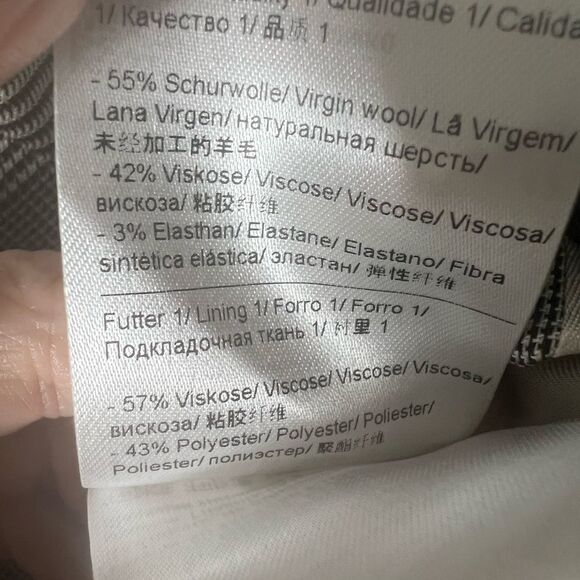 Qualidade 1/ Calida
1/ Качество 1/ 品质 1
- 55% Schurwolle/ Virgin wool/ Lã Virgem/
Lana Virgen/ натуральная шерсть/
未经加工的羊毛
- 42% Viskose/ Viscose/ Viscose/ Viscosa/
вискоза/ 粘胶纤维
- 3% Elasthan/ Elastane/ Elastano/ Fibra
sintética elástica/ эластан/ 弹性纤维
Futter 1/ Lining 1/ Forro 1/ Forro 1/
Подкладочная ткань 1/ 衬里 1
- 57% Viskose/ Viscose/ Viscose/ Viscosa/
вискоза/ 粘胶纤维
- 43% Polyester/ Polyester/ Poliester/
Poliester/ полиэстер/ 聚酯纤维